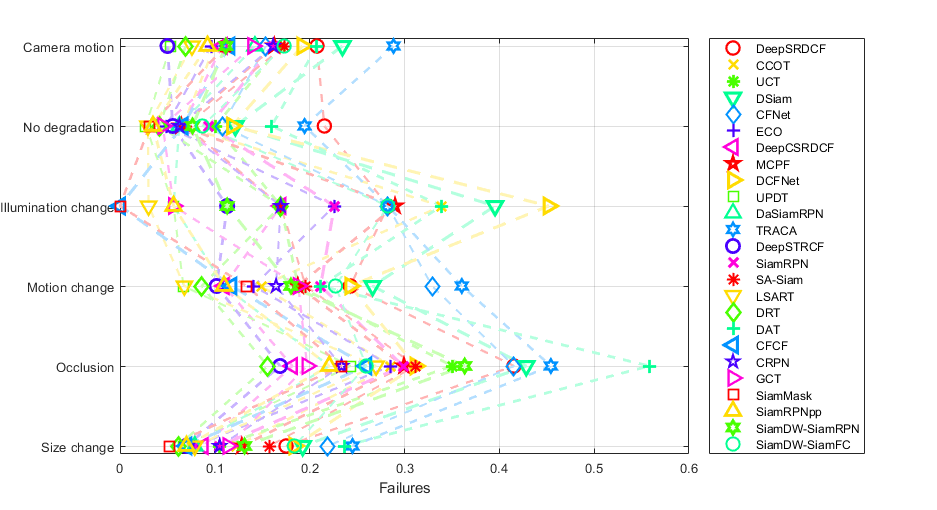 Camera motion
No degradation
Illumination change
Motion change
Occlusion
Size change
0 0.1 0.2 0.3 0.4 0.5 0.6
Failures
DeepSRDCF
CCOT
UCT
DSiam
CFNet
ECO
DeepCSRDCF
MCPF
DCFNet
UPDT
DaSiamRPN
TRACA
DeepSTRCF
SiamRPN
SA-Siam
LSART
DRT
DAT
CFCF
CRPN
GCT
SiamMask
SiamRPNpp
SiamDW-SiamRPN
SiamDW-SiamFC